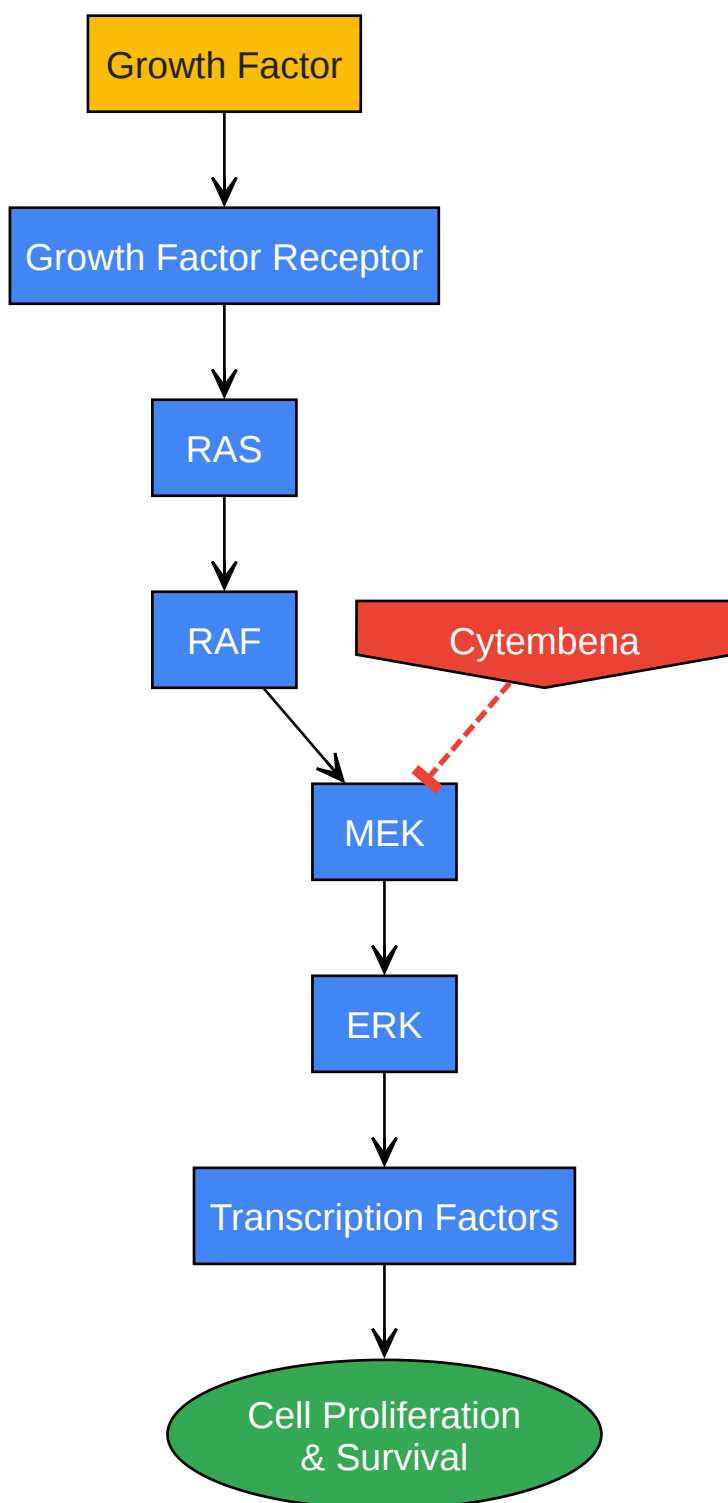 Growth Factor
Growth Factor Receptor
RAS
RAF
Cytembena
MEK
ERK
Transcription Factors
Cell Proliferation
& Survival